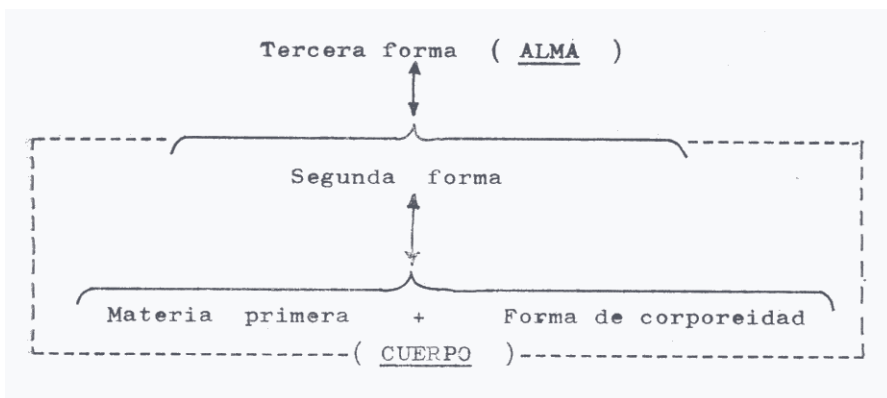 Tercera forma ( ALMA )
Segunda forma
Materia primera + Forma de corporeidad
( CUERPO )